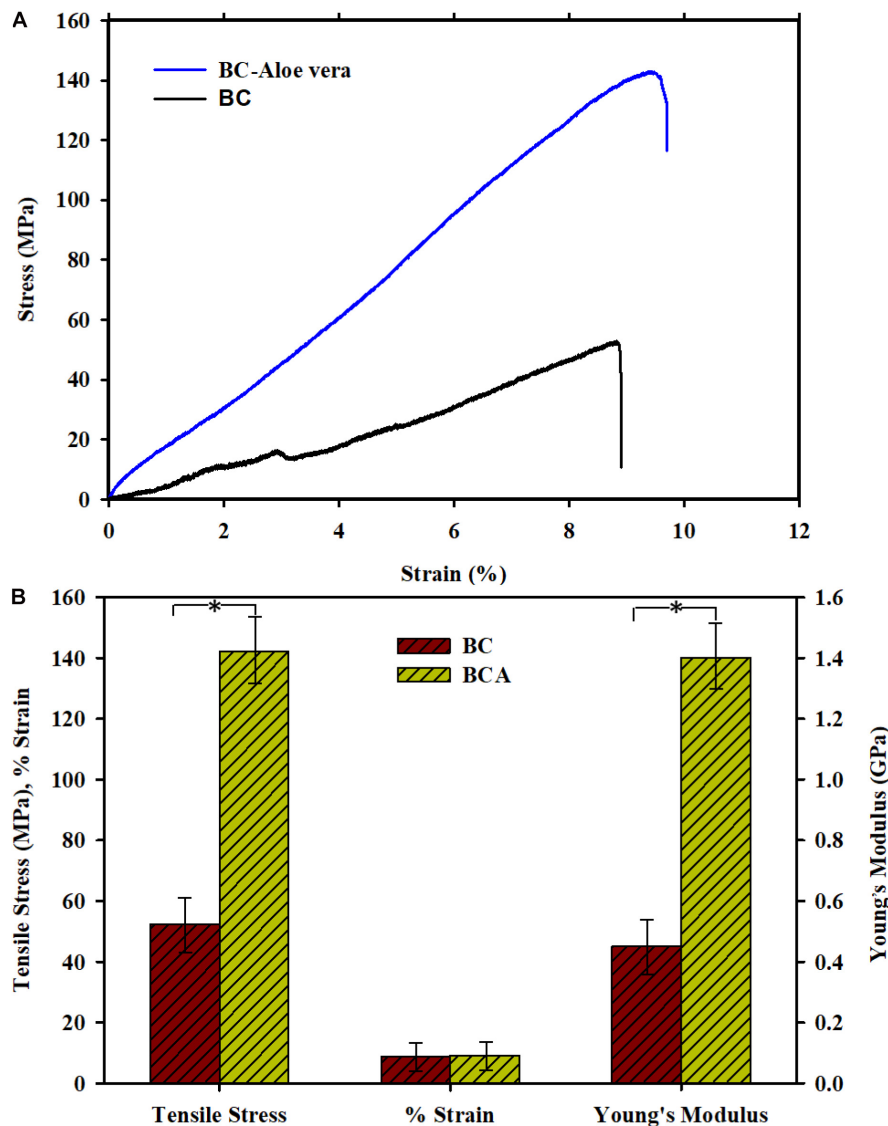 A
160
140
120
100
80
60
40
20
0
Stress (MPa)
BC-Aloe vera
BC
0 2 4 6 8 10 12
Strain (%)
B
160
140
120
100
80
60
40
20
0
Tensile Stress (MPa), % Strain
*
BC
BCA
*
1.6
1.4
1.2
1.0
0.8
0.6
0.4
0.2
0.0
Young's Modulus (GPa)
Tensile Stress % Strain Young's Modulus